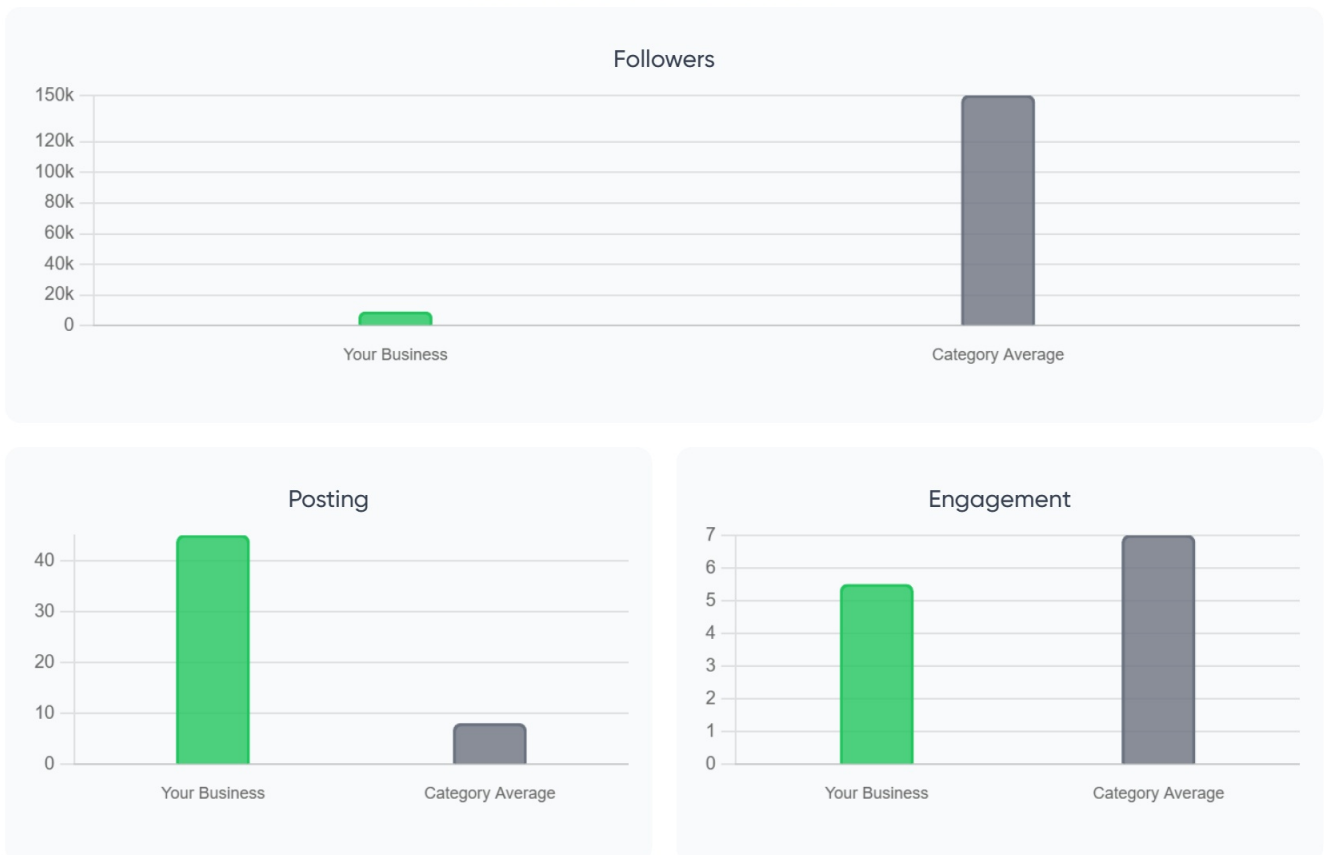 Followers
150k
120k
100k
80k
60k
40k
20k
0
Your Business Category Average
Posting
40
30
20
10
0
Your Business Category Average
Engagement
7
6
5
4
3
2
1
0
Your Business Category Average